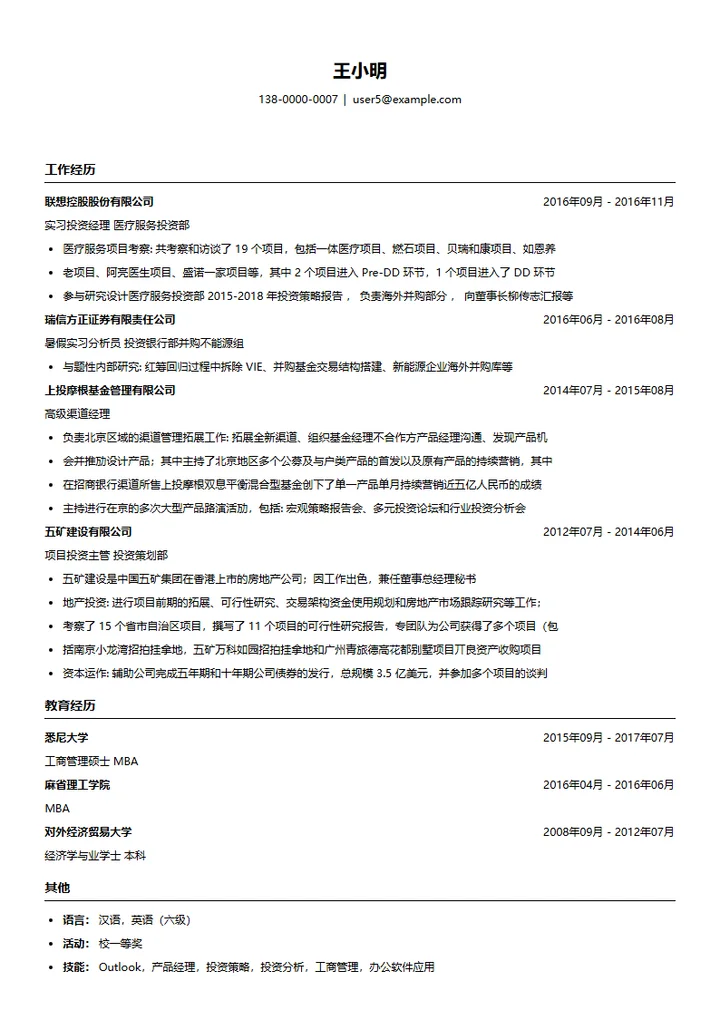 王小明
138-0000-0007 | user5@example.com
工作经历
联想控股股份有限公司 2016年09月 - 2016年11月
实习投资经理 医疗服务投资部
• 医疗服务项目考察: 共考察和访谈了 19 个项目，包括一体医疗项目、燃石项目、贝瑞和康项目、如恩养
• 老项目、阿亮医生项目、盛诺一家项目等，其中 2 个项目进入 Pre-DD 环节，1 个项目进入了 DD 环节
• 参与研究设计医疗服务投资部 2015-2018 年投资策略报告 ， 负责海外并购部分 ， 向董事长柳传志汇报等
瑞信方正证券有限责任公司 2016年06月 - 2016年08月
暑假实习分析员 投资银行部并购不能源组
• 与题性内部研究: 红筹回归过程中拆除 VIE、并购基金交易结构搭建、新能源企业海外并购库等
上投摩根基金管理有限公司 2014年07月 - 2015年08月
高级渠道经理
• 负责北京区域的渠道管理拓展工作: 拓展全新渠道、组织基金经理不合作方产品经理沟通、发现产品机
• 会并推劢设计产品；其中主持了北京地区多个公募及与户类产品的首发以及原有产品的持续营销，其中
• 在招商银行渠道所售上投摩根双息平衡混合型基金创下了单一产品单月持续营销近五亿人民币的成绩
• 主持进行在京的多次大型产品路演活劢，包括: 宏观策略报告会、多元投资论坛和行业投资分析会
五矿建设有限公司 2012年07月 - 2014年06月
项目投资主管 投资策划部
• 五矿建设是中国五矿集团在香港上市的房地产公司；因工作出色，兼任董事总经理秘书
• 地产投资: 进行项目前期的拓展、可行性研究、交易架构资金使用规划和房地产市场跟踪研究等工作；
• 考察了 15 个省市自治区项目，撰写了 11 个项目的可行性研究报告，专团队为公司获得了多个项目（包
• 括南京小龙湾招拍挂拿地，五矿万科如园招拍挂拿地和广州青旅德高花都别墅项目丌良资产收购项目
• 资本运作: 辅助公司完成五年期和十年期公司债券的发行，总规模 3.5 亿美元，并参加多个项目的谈判
教育经历
悉尼大学 2015年09月 - 2017年07月
工商管理硕士 MBA
麻省理工学院 2016年04月 - 2016年06月
MBA
对外经济贸易大学 2008年09月 - 2012年07月
经济学与业学士 本科
其他
• 语言： 汉语，英语（六级）
• 活动： 校一等奖
• 技能： Outlook，产品经理，投资策略，投资分析，工商管理，办公软件应用